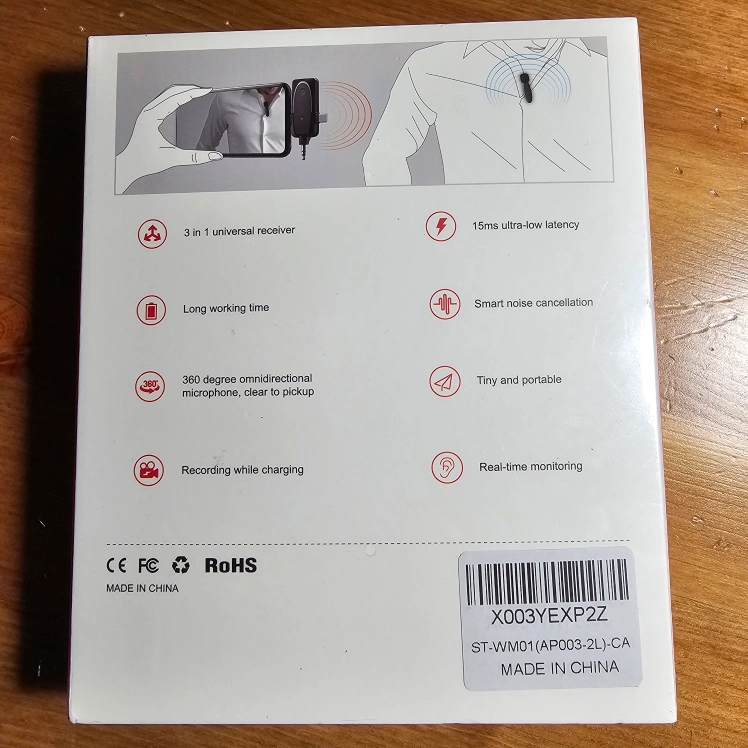 3 in 1 universal receiver
15ms ultra-low latency
Long working time
Smart noise cancellation
360°
360 degree omnidirectional
microphone, clear to pickup
Tiny and portable
Recording while charging
Real-time monitoring
CE FC RoHS
MADE IN CHINA
X003YEXP2Z
ST-WM01(AP003-2L)-CA
MADE IN CHINA